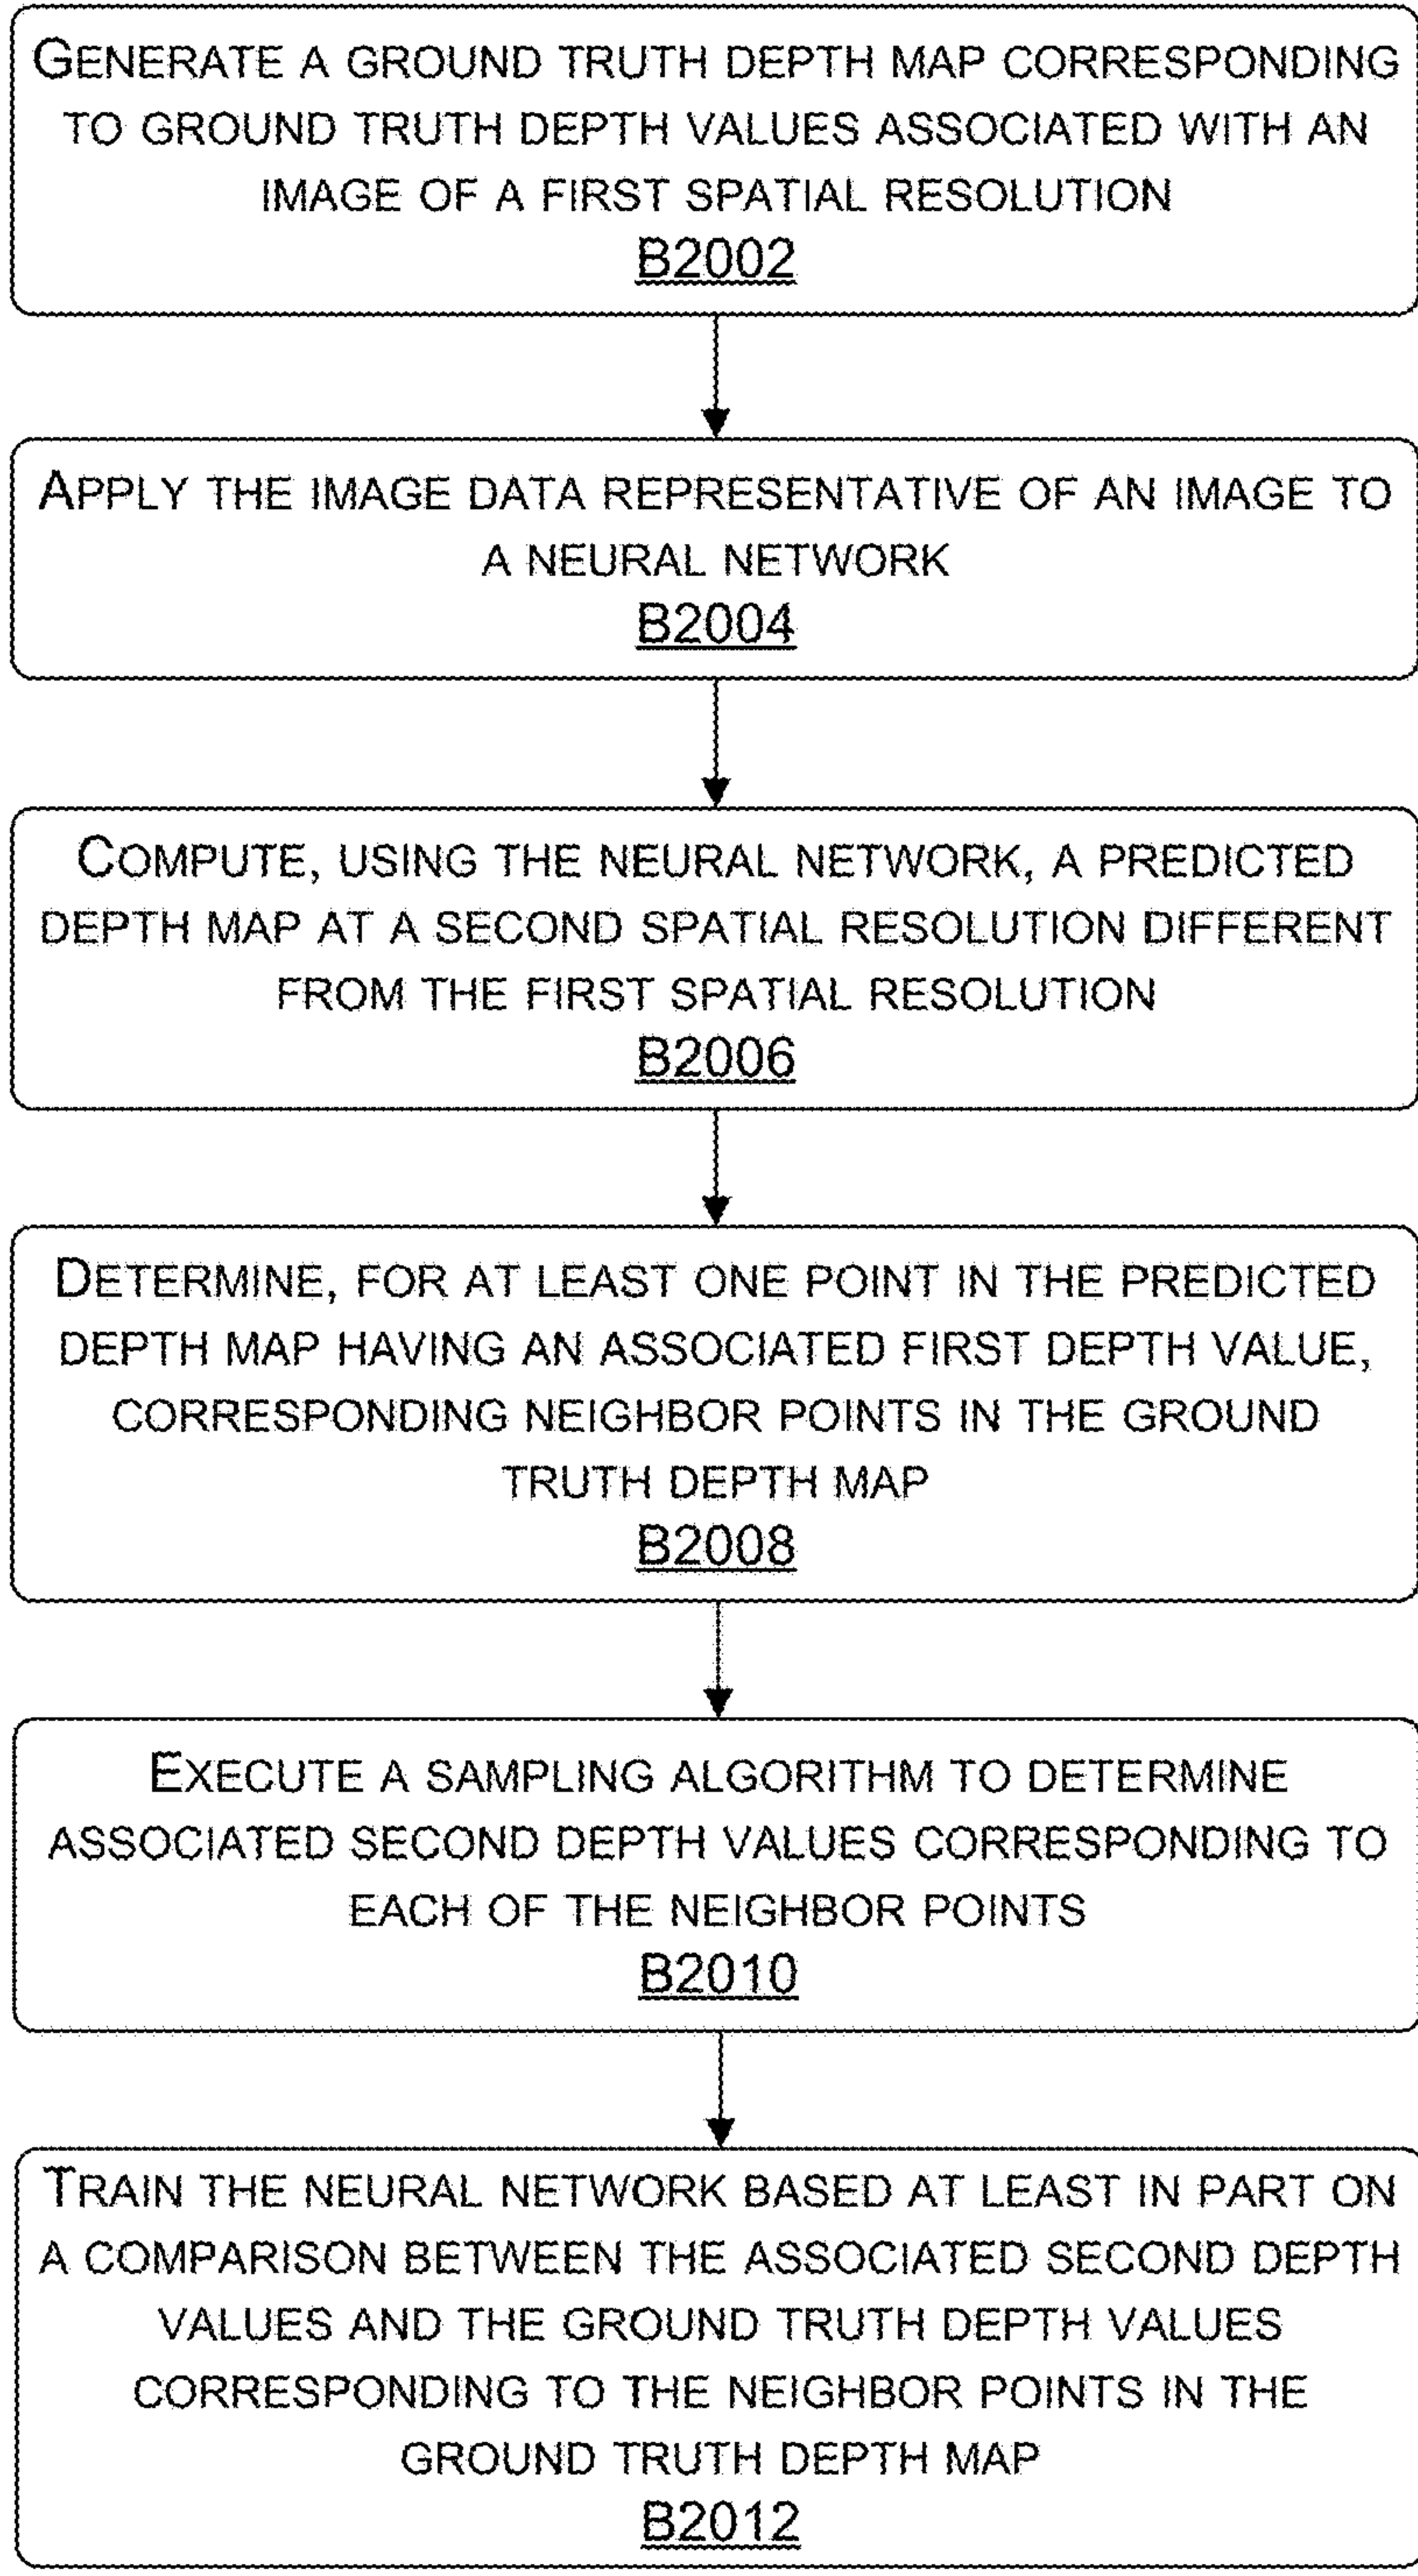 GENERATE A GROUND TRUTH DEPTH MAP CORRESPONDING
TO GROUND TRUTH DEPTH VALUES ASSOCIATED WITH AN
IMAGE OF A FIRST SPATIAL RESOLUTION
B2002
APPLY THE IMAGE DATA REPRESENTATIVE OF AN IMAGE TO
A NEURAL NETWORK
B2004
COMPUTE, USING THE NEURAL NETWORK, A PREDICTED
DEPTH MAP AT A SECOND SPATIAL RESOLUTION DIFFERENT
FROM THE FIRST SPATIAL RESOLUTION
B2006
DETERMINE, FOR AT LEAST ONE POINT IN THE PREDICTED
DEPTH MAP HAVING AN ASSOCIATED FIRST DEPTH VALUE,
CORRESPONDING NEIGHBOR POINTS IN THE GROUND
TRUTH DEPTH MAP
B2008
EXECUTE A SAMPLING ALGORITHM TO DETERMINE
ASSOCIATED SECOND DEPTH VALUES CORRESPONDING TO
EACH OF THE NEIGHBOR POINTS
B2010
TRAIN THE NEURAL NETWORK BASED AT LEAST IN PART ON
A COMPARISON BETWEEN THE ASSOCIATED SECOND DEPTH
VALUES AND THE GROUND TRUTH DEPTH VALUES
CORRESPONDING TO THE NEIGHBOR POINTS IN THE
GROUND TRUTH DEPTH MAP
B2012